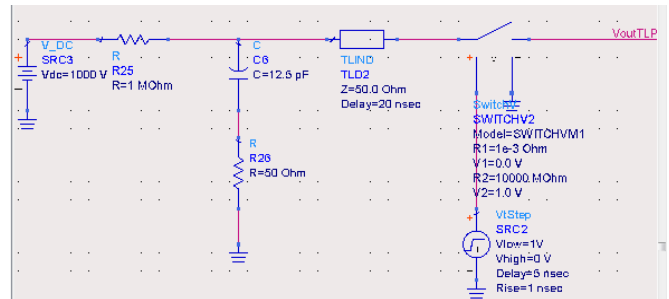 VoutTLP
V_DC
SRC3
Vdc=1000 V
R
R25
R=1 MOhm
C
C6
C=12.5 pF
TLIND
TLD2
Z=50.0 Ohm
Delay=20 nsec
R
R26
R=50 Ohm
SwitchV
SWITCHV2
Model=SWITCHVM1
R1=1e-3 Ohm
V1=0.0 V
R2=10000 MOhm
V2=1.0 V
VtStep
SRC2
Vlow=1V
Vhigh=0 V
Delay=5 nsec
Rise=1 nsec